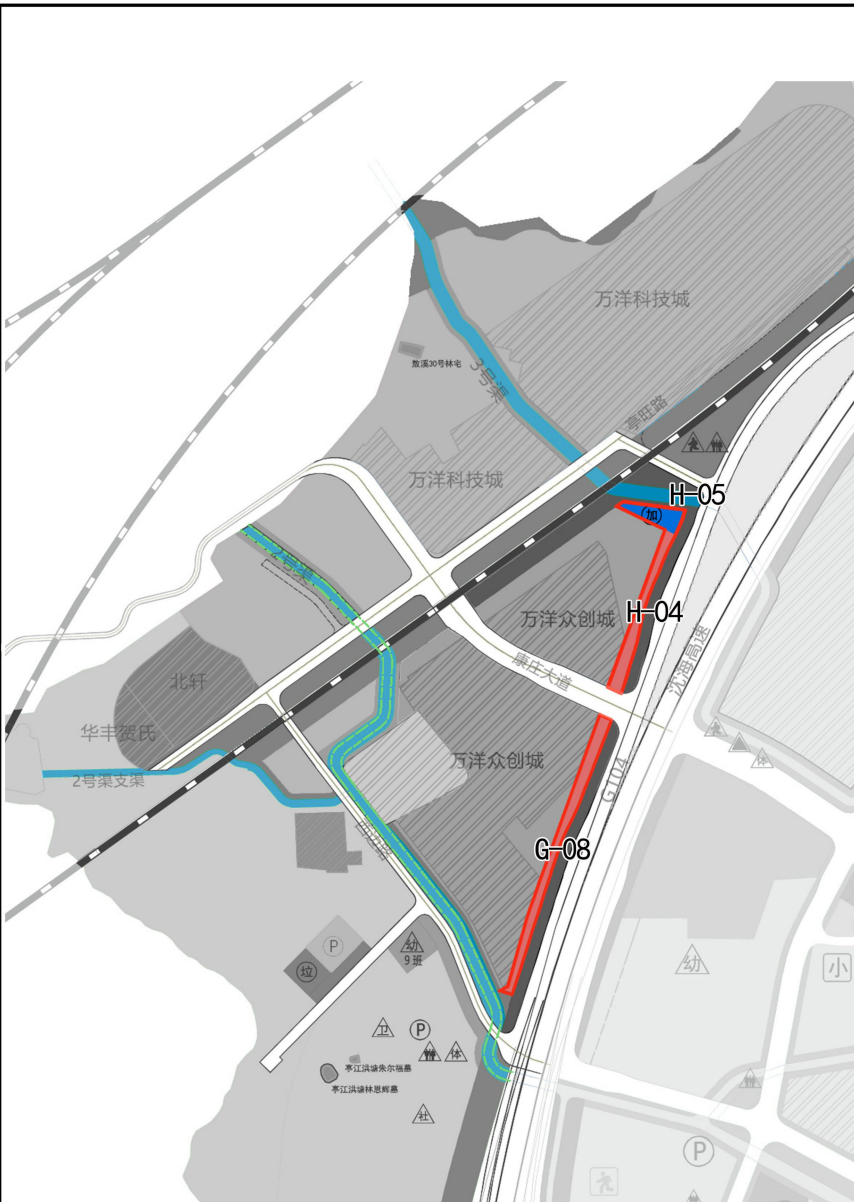 万洋科技城
敖溪30号林宅
3号渠
亭旺路
万洋科技城
H-05
加
2号渠
万洋众创城
H-04
沈海高速
康庄大道
北轩
华丰贺氏
万洋众创城
2号渠支渠
G104
体
G-08
P
幼
9班
垃
幼
小
卫
P
体
亭江洪塘朱尔福墓
亭江洪塘林恩辉墓
社
P